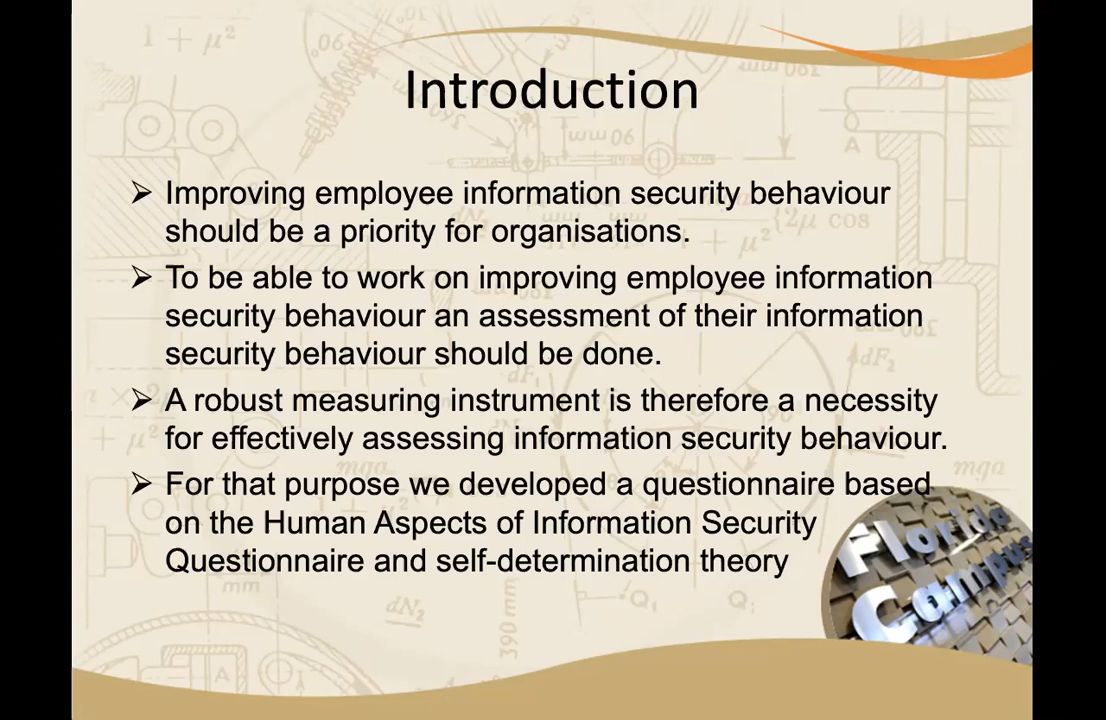 Introduction
➢ Improving employee information security behaviour
should be a priority for organisations.
➢ To be able to work on improving employee information
security behaviour an assessment of their information
security behaviour should be done.
➢ A robust measuring instrument is therefore a necessity
for effectively assessing information security behaviour.
➢ For that purpose we developed a questionnaire based
on the Human Aspects of Information Security
Questionnaire and self-determination theory
Florida
Campus